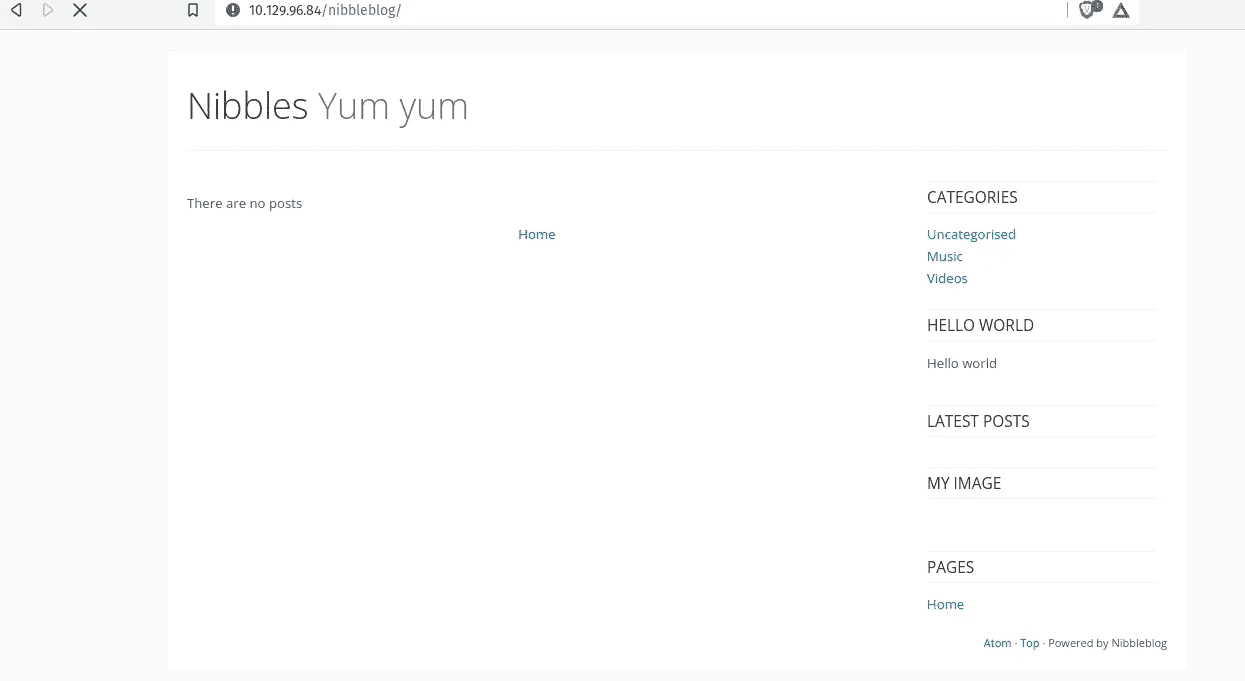 10.129.96.84/nibbleblog/
Nibbles Yum yum
There are no posts
Home
CATEGORIES
Uncategorised
Music
Videos
HELLO WORLD
Hello world
LATEST POSTS
MY IMAGE
PAGES
Home
Atom · Top · Powered by Nibbleblog